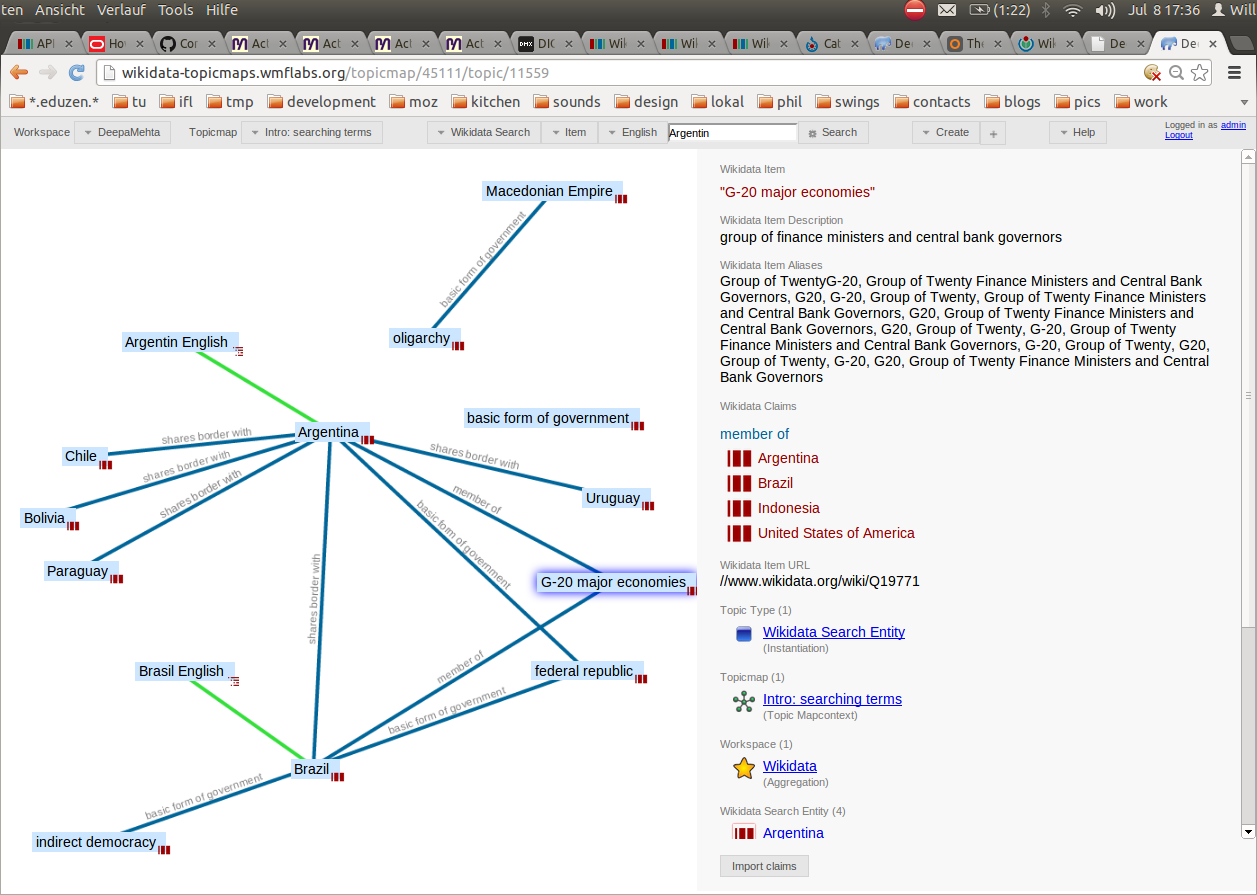 ten Ansicht Verlauf Tools Hilfe (1:22) Jul 8 17:36 Will
API Ho Cor Act Act Act Act DMX DIC Wik Wil Wik Cat De The Wik De De
wikidata-topicmaps.wmflabs.org/topicmap/45111/topic/11559
*.eduzen.* tu ifl tmp development moz kitchen sounds design lokal phil swings contacts blogs pics work
Workspace DeepaMehta Topicmap Intro: searching terms Wikidata Search Item English Argentin Search Create + Help Logged in as admin
Logout
Macedonian Empire
basic form of government
oligarchy
Argentin English
basic form of government
Argentina
shares border with
Chile
shares border with
Bolivia
shares border with
Paraguay
shares border with
Uruguay
member of
basic form of government
G-20 major economies
shares border with
Brasil English
member of
federal republic
basic form of government
Brazil
basic form of government
indirect democracy
Wikidata Item
"G-20 major economies"
Wikidata Item Description
group of finance ministers and central bank governors
Wikidata Item Aliases
Group of TwentyG-20, Group of Twenty Finance Ministers and Central Bank
Governors, G20, G-20, Group of Twenty, Group of Twenty Finance Ministers
and Central Bank Governors, G20, Group of Twenty Finance Ministers and
Central Bank Governors, G20, Group of Twenty, G-20, Group of Twenty
Finance Ministers and Central Bank Governors, G-20, Group of Twenty, G20,
Group of Twenty, G-20, G20, Group of Twenty Finance Ministers and Central
Bank Governors
Wikidata Claims
member of
Argentina
Brazil
Indonesia
United States of America
Wikidata Item URL
//www.wikidata.org/wiki/Q19771
Topic Type (1)
Wikidata Search Entity
(Instantiation)
Topicmap (1)
Intro: searching terms
(Topic Mapcontext)
Workspace (1)
Wikidata
(Aggregation)
Wikidata Search Entity (4)
Argentina
Import claims